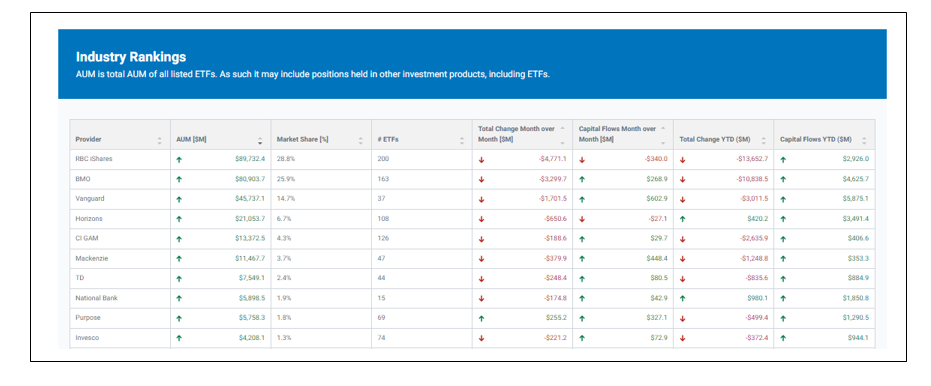 Industry Rankings
AUM is total AUM of all listed ETFs. As such it may include positions held in other investment products, including ETFs.
Provider AUM [$M] Market Share [%] # ETFs Total Change Month over Month [$M] Capital Flows Month over Month [$M] Total Change YTD ($M) Capital Flows YTD ($M)
RBC iShares $89,732.4 28.8% 200 -$4,771.1 -$340.0 -$13,652.7 $2,926.0
BMO $80,903.7 25.9% 163 -$3,299.7 $268.9 -$10,838.5 $4,625.7
Vanguard $45,737.1 14.7% 37 -$1,701.5 $602.9 -$3,011.5 $5,875.1
Horizons $21,053.7 6.7% 108 -$650.6 -$27.1 $420.2 $3,491.4
CI GAM $13,372.5 4.3% 126 -$188.6 $29.7 -$2,635.9 $406.6
Mackenzie $11,467.7 3.7% 47 -$379.9 $448.4 -$1,248.8 $353.3
TD $7,549.1 2.4% 44 -$248.4 $80.5 -$835.6 $884.9
National Bank $5,898.5 1.9% 15 -$174.8 $42.9 $980.1 $1,850.8
Purpose $5,758.3 1.8% 69 $255.2 $327.1 -$499.4 $1,290.5
Invesco $4,208.1 1.3% 74 -$221.2 $72.9 -$372.4 $944.1